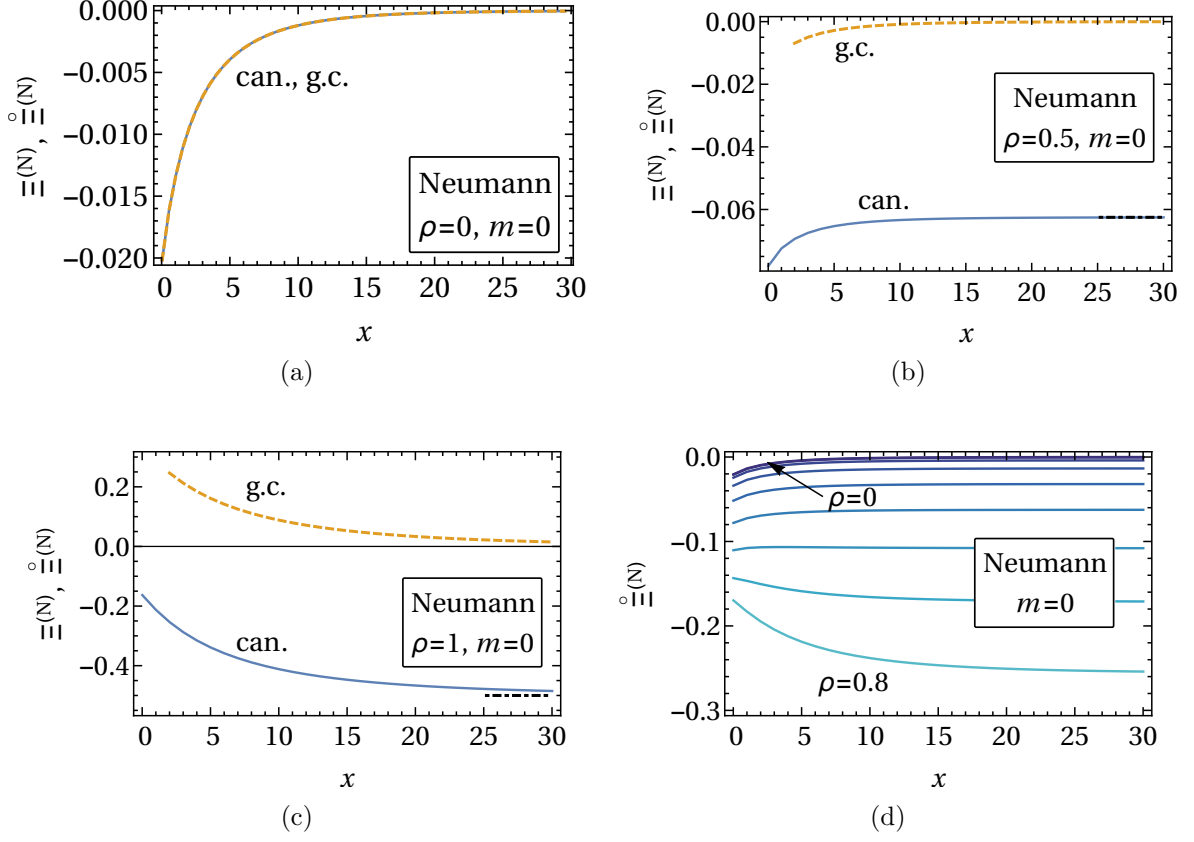 Ξ(N), Ξ̊(N)
0.000
−0.005
−0.010
−0.015
−0.020
can., g.c.
Neumann
ρ=0, m=0
0 5 10 15 20 25 30
x
(a)
Ξ(N), Ξ̊(N)
0.00
−0.02
−0.04
−0.06
g.c.
Neumann
ρ=0.5, m=0
can.
0 5 10 15 20 25 30
x
(b)
Ξ(N), Ξ̊(N)
0.2
0.0
−0.2
−0.4
g.c.
can.
Neumann
ρ=1, m=0
0 5 10 15 20 25 30
x
(c)
Ξ̊(N)
0.0
−0.1
−0.2
−0.3
ρ=0
Neumann
m=0
ρ=0.8
0 5 10 15 20 25 30
x
(d)